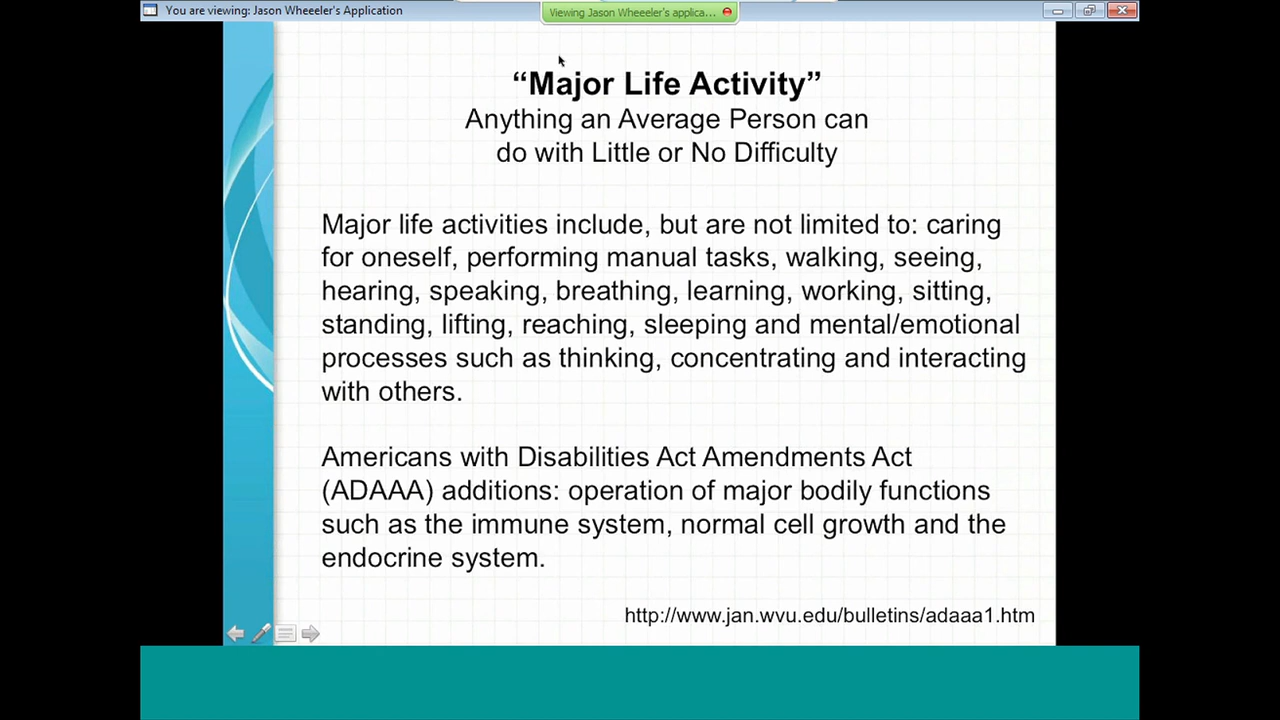 You are viewing: Jason Wheeeler's Application
Viewing Jason Wheeeler's applica...
“Major Life Activity”
Anything an Average Person can
do with Little or No Difficulty
Major life activities include, but are not limited to: caring
for oneself, performing manual tasks, walking, seeing,
hearing, speaking, breathing, learning, working, sitting,
standing, lifting, reaching, sleeping and mental/emotional
processes such as thinking, concentrating and interacting
with others.
Americans with Disabilities Act Amendments Act
(ADAAA) additions: operation of major bodily functions
such as the immune system, normal cell growth and the
endocrine system.
http://www.jan.wvu.edu/bulletins/adaaa1.htm